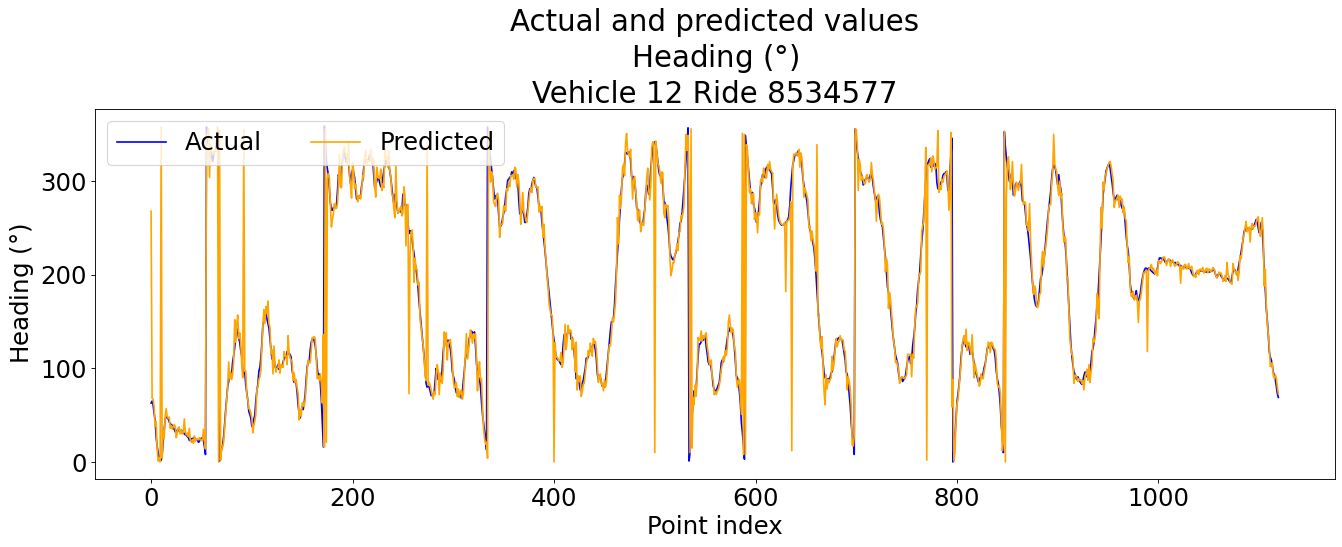 Actual and predicted values
Heading (°)
Vehicle 12 Ride 8534577
Actual
Predicted
300
200
100
0
Heading (°)
0
200
400
600
800
1000
Point index